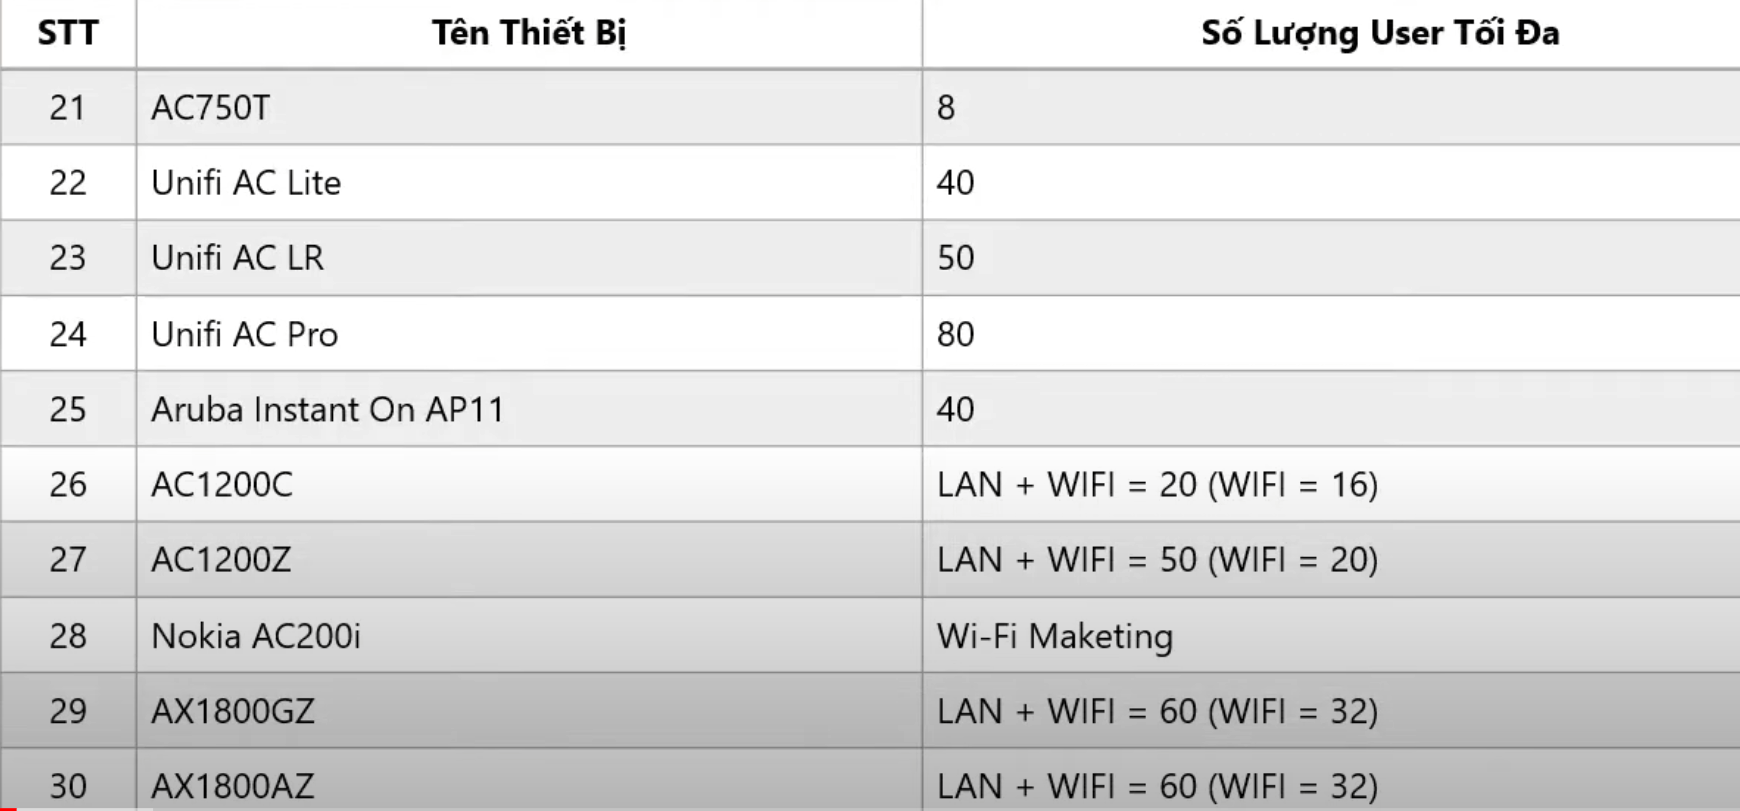 STT Tên Thiết Bị Số Lượng User Tối Đa
21 AC750T 8
22 Unifi AC Lite 40
23 Unifi AC LR 50
24 Unifi AC Pro 80
25 Aruba Instant On AP11 40
26 AC1200C LAN + WIFI = 20 (WIFI = 16)
27 AC1200Z LAN + WIFI = 50 (WIFI = 20)
28 Nokia AC200i Wi-Fi Maketing
29 AX1800GZ LAN + WIFI = 60 (WIFI = 32)
30 AX1800AZ LAN + WIFI = 60 (WIFI = 32)